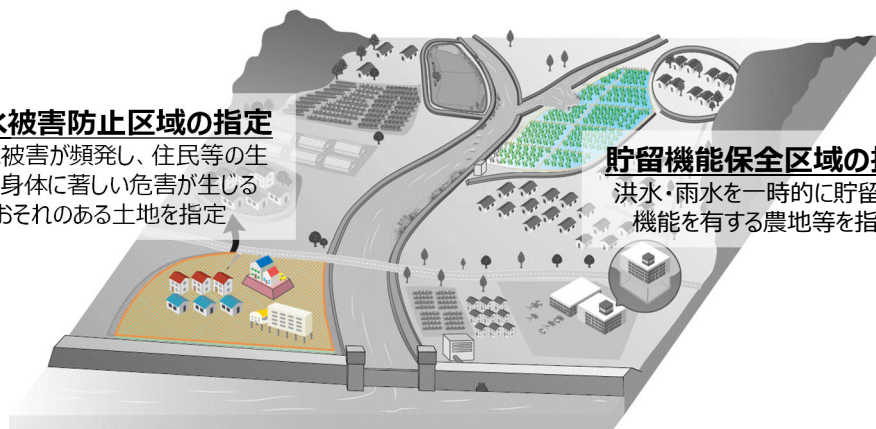 水被害防止区域の指定
被害が頻発し、住民等の生
身体に著しい危害が生じる
おそれのある土地を指定
貯留機能保全区域の
洪水・雨水を一時的に貯留
機能を有する農地等を指